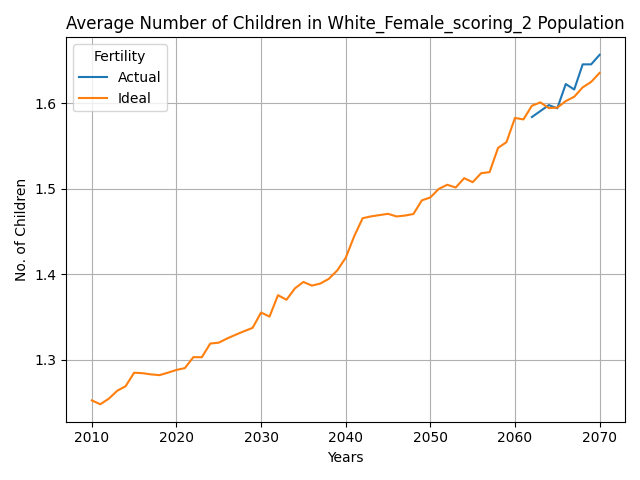 Average Number of Children in White_Female_scoring_2 Population
Fertility
Actual
Ideal
No. of Children
1.6
1.5
1.4
1.3
2010 2020 2030 2040 2050 2060 2070
Years